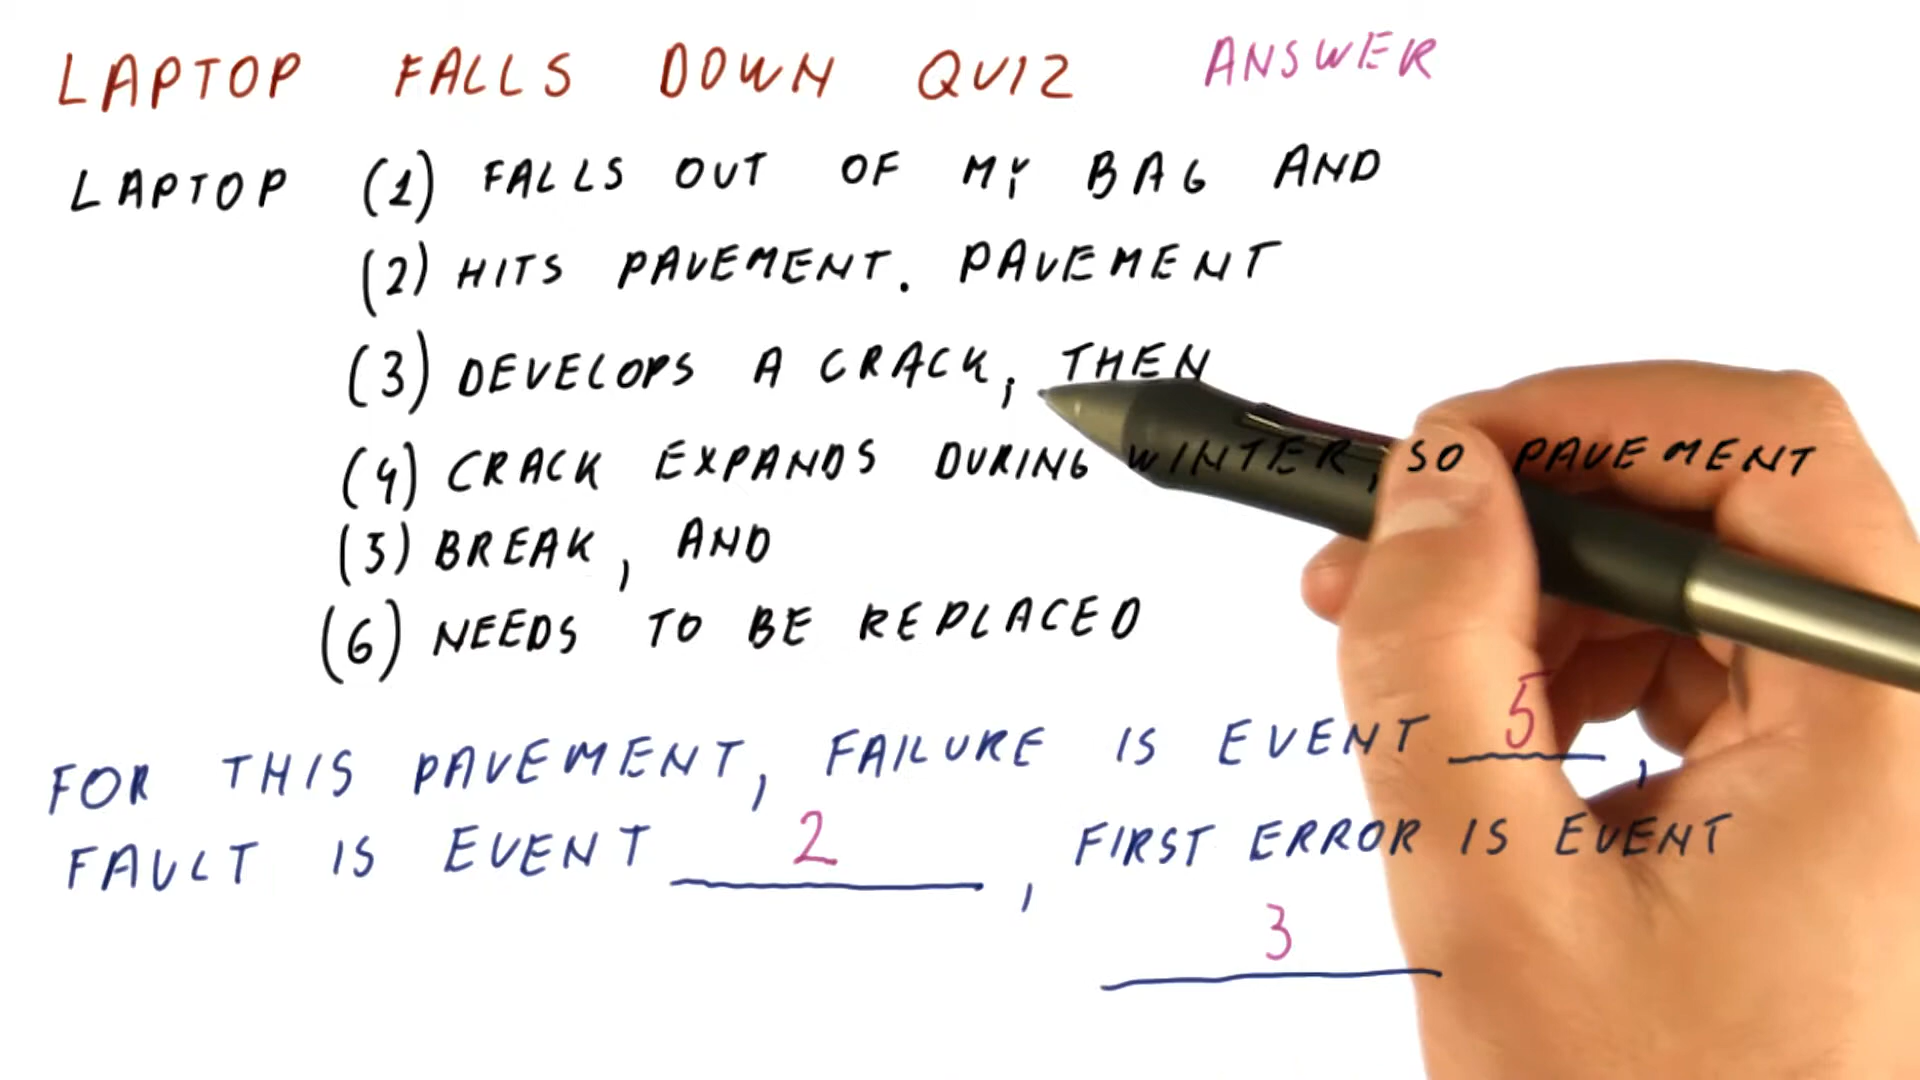 LAPTOP FALLS DOWN QUIZ ANSWER
LAPTOP (1) FALLS OUT OF MY BAG AND
(2) HITS PAVEMENT. PAVEMENT
(3) DEVELOPS A CRACK, THEN
(4) CRACK EXPANDS DURING WINTER, SO PAVEMENT
(5) BREAK, AND
(6) NEEDS TO BE REPLACED
FOR THIS PAVEMENT, FAILURE IS EVENT 5,
FAULT IS EVENT 2, FIRST ERROR IS EVENT
3